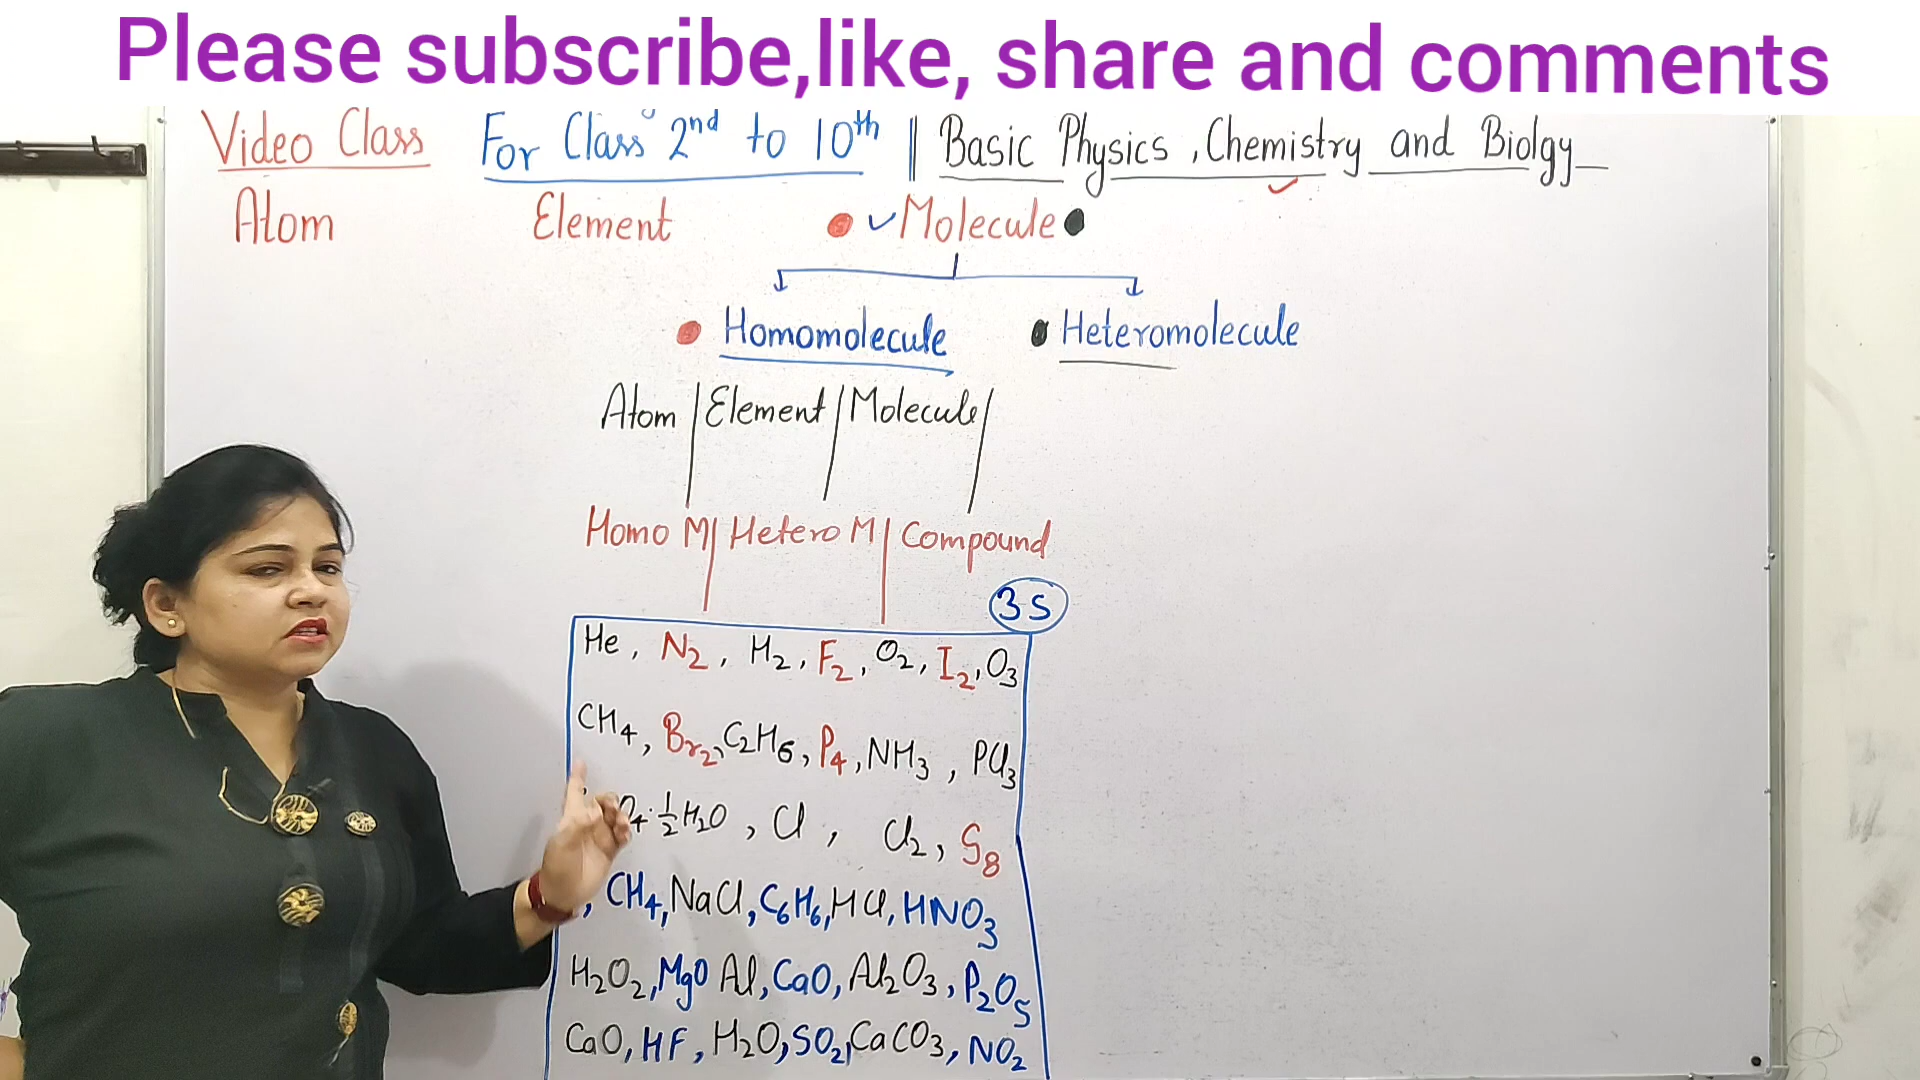 Please subscribe,like, share and comments
Video Class For Class 2nd to 10th || Basic Physics ,Chemistry and Biolgy
Atom Element Molecule
Homomolecule Heteromolecule
Atom | Element | Molecule |
Homo M | Hetero M | Compound
3S
He, N₂, H₂, F₂, O₂, I₂, O₃
CH₄, Br₂, C₂H₆, P₄, NH₃, PCl₃
½H₂O, Cl, Cl₂, S₈
, CH₄, NaCl, C₆H₆, HCl, HNO₃
H₂O₂, MgO Al, CaO, Al₂O₃, P₂O₅
CaO, HF, H₂O, SO₂, CaCO₃, NO₂